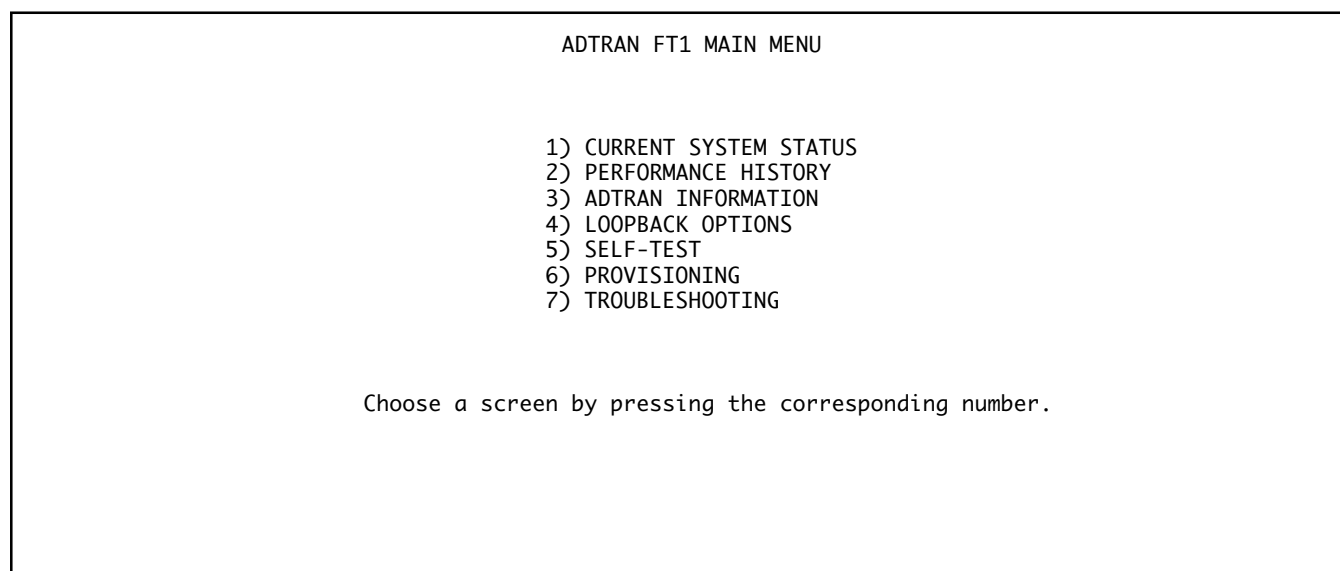 ADTRAN FT1 MAIN MENU
1) CURRENT SYSTEM STATUS
2) PERFORMANCE HISTORY
3) ADTRAN INFORMATION
4) LOOPBACK OPTIONS
5) SELF-TEST
6) PROVISIONING
7) TROUBLESHOOTING
Choose a screen by pressing the corresponding number.